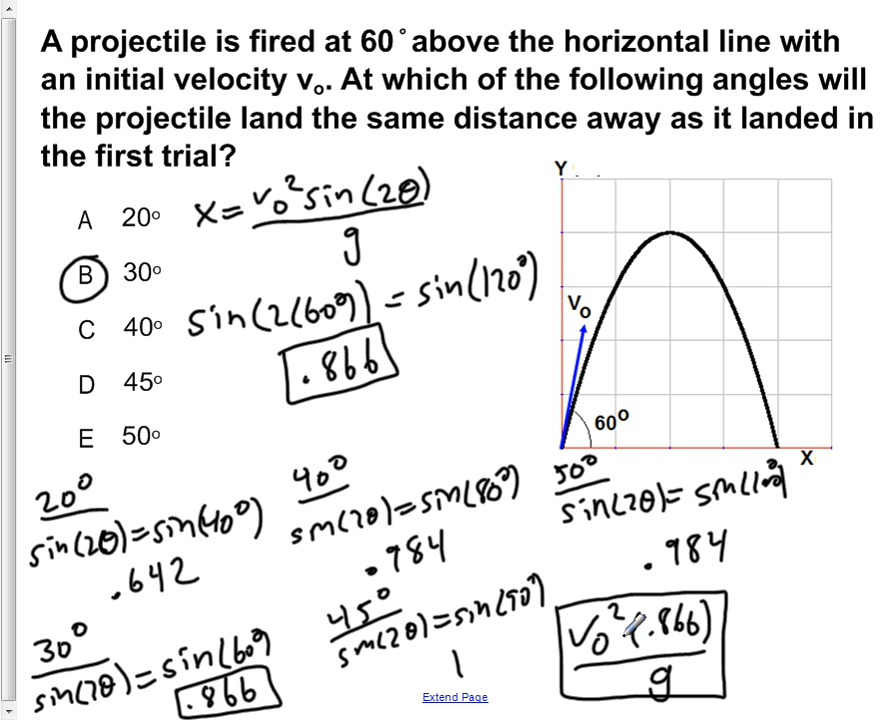 A projectile is fired at 60° above the horizontal line with
an initial velocity vₒ. At which of the following angles will
the projectile land the same distance away as it landed in
the first trial?
A 20°
B 30°
C 40°
D 45°
E 50°
x = v₀² sin(2θ) / g
sin(2(60°)) = sin(120°)
.866
Y
Vo
60°
X
20°
sin(2θ)=sin(40°)
.642
40°
sin(2θ)=sin(80°)
.984
50°
sin(2θ)= sin(100°)
.984
30°
sin(2θ)=sin(60°)
.866
45°
sin(2θ)=sin(90°)
1
v₀²(.866) / g
Extend Page